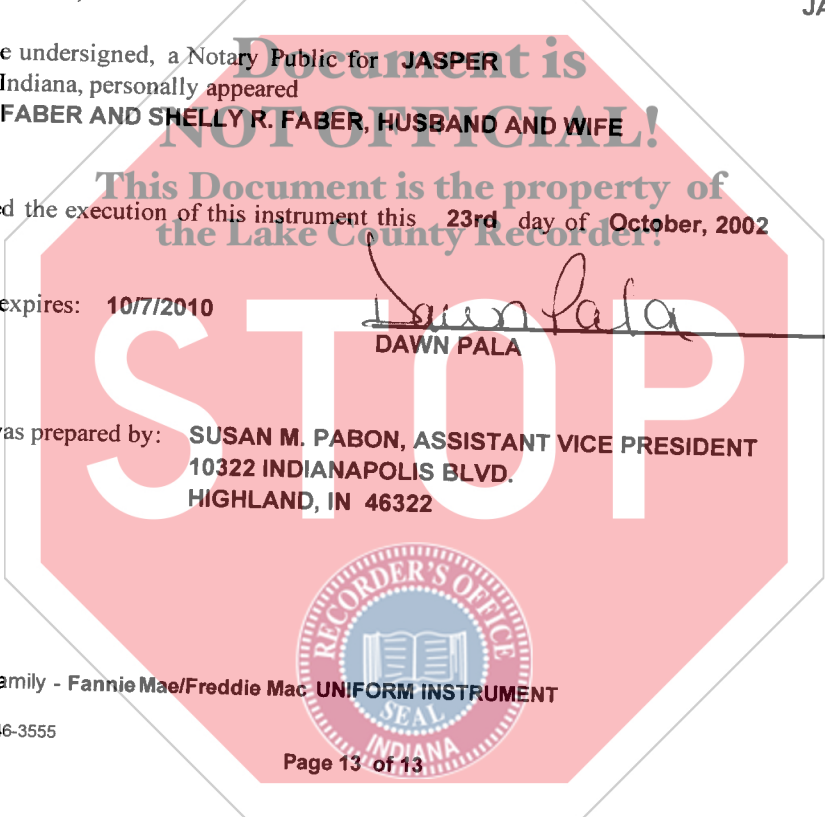 JA
e undersigned, a Notary Public for JASPER
Indiana, personally appeared
FABER AND SHELLY R. FABER, HUSBAND AND WIFE
Document is
NOT OFFICIAL!
This Document is the property of
the Lake County Recorder!
ed the execution of this instrument this 23rd day of October, 2002
expires: 10/7/2010
Dawn Pala
DAWN PALA
STOP
as prepared by: SUSAN M. PABON, ASSISTANT VICE PRESIDENT
10322 INDIANAPOLIS BLVD.
HIGHLAND, IN 46322
RECORDER'S OFFICE
SEAL
INDIANA
amily - Fannie Mae/Freddie Mac UNIFORM INSTRUMENT
46-3555
Page 13 of 13